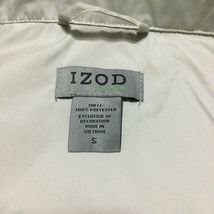 IZOD
SHELL:
100% POLYESTER
EXCLUSIVE OF
DECORATION
MADE IN
VIETNAM
S